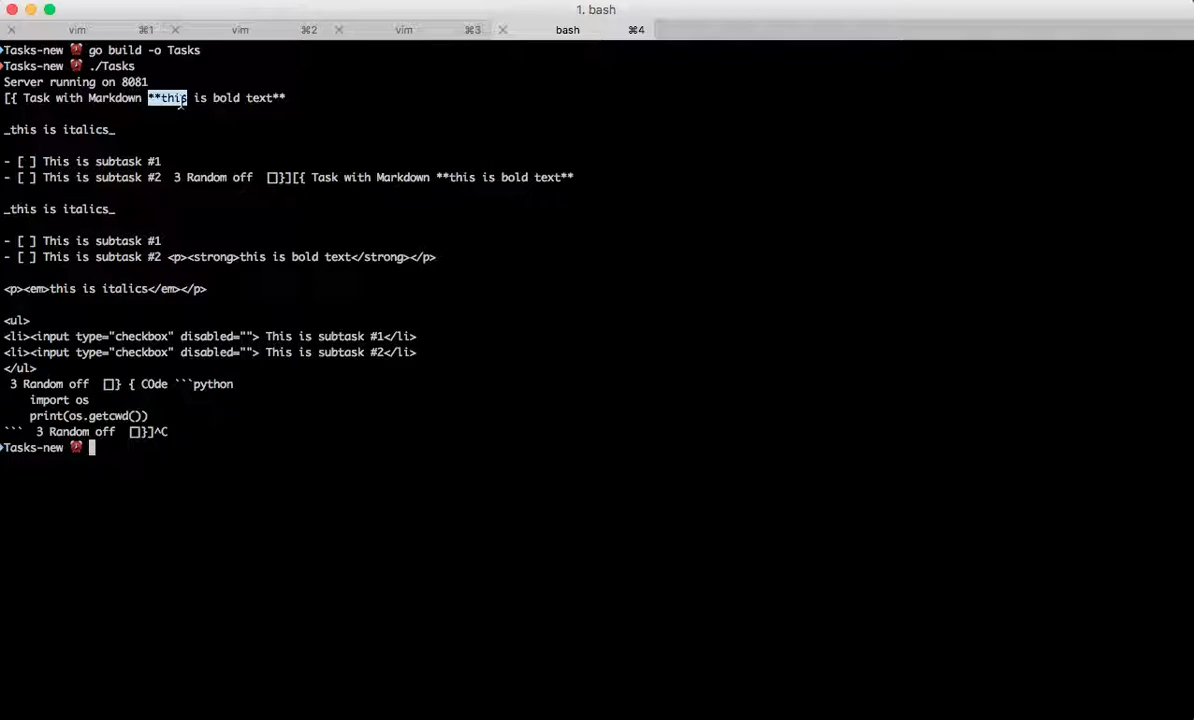 1. bash
vim ⌘1 vim ⌘2 vim ⌘3 bash ⌘4
Tasks-new ⏰ go build -o Tasks
Tasks-new ⏰ ./Tasks
Server running on 8081
[{ Task with Markdown **this is bold text**
_this is italics_
- [ ] This is subtask #1
- [ ] This is subtask #2  3 Random off  []}][{ Task with Markdown **this is bold text**
_this is italics_
- [ ] This is subtask #1
- [ ] This is subtask #2 <p><strong>this is bold text</strong></p>
<p><em>this is italics</em></p>
<ul>
<li><input type="checkbox" disabled=""> This is subtask #1</li>
<li><input type="checkbox" disabled=""> This is subtask #2</li>
</ul>
 3 Random off  []} { COde ```python
    import os
    print(os.getcwd())
```  3 Random off  []}]^C
Tasks-new ⏰